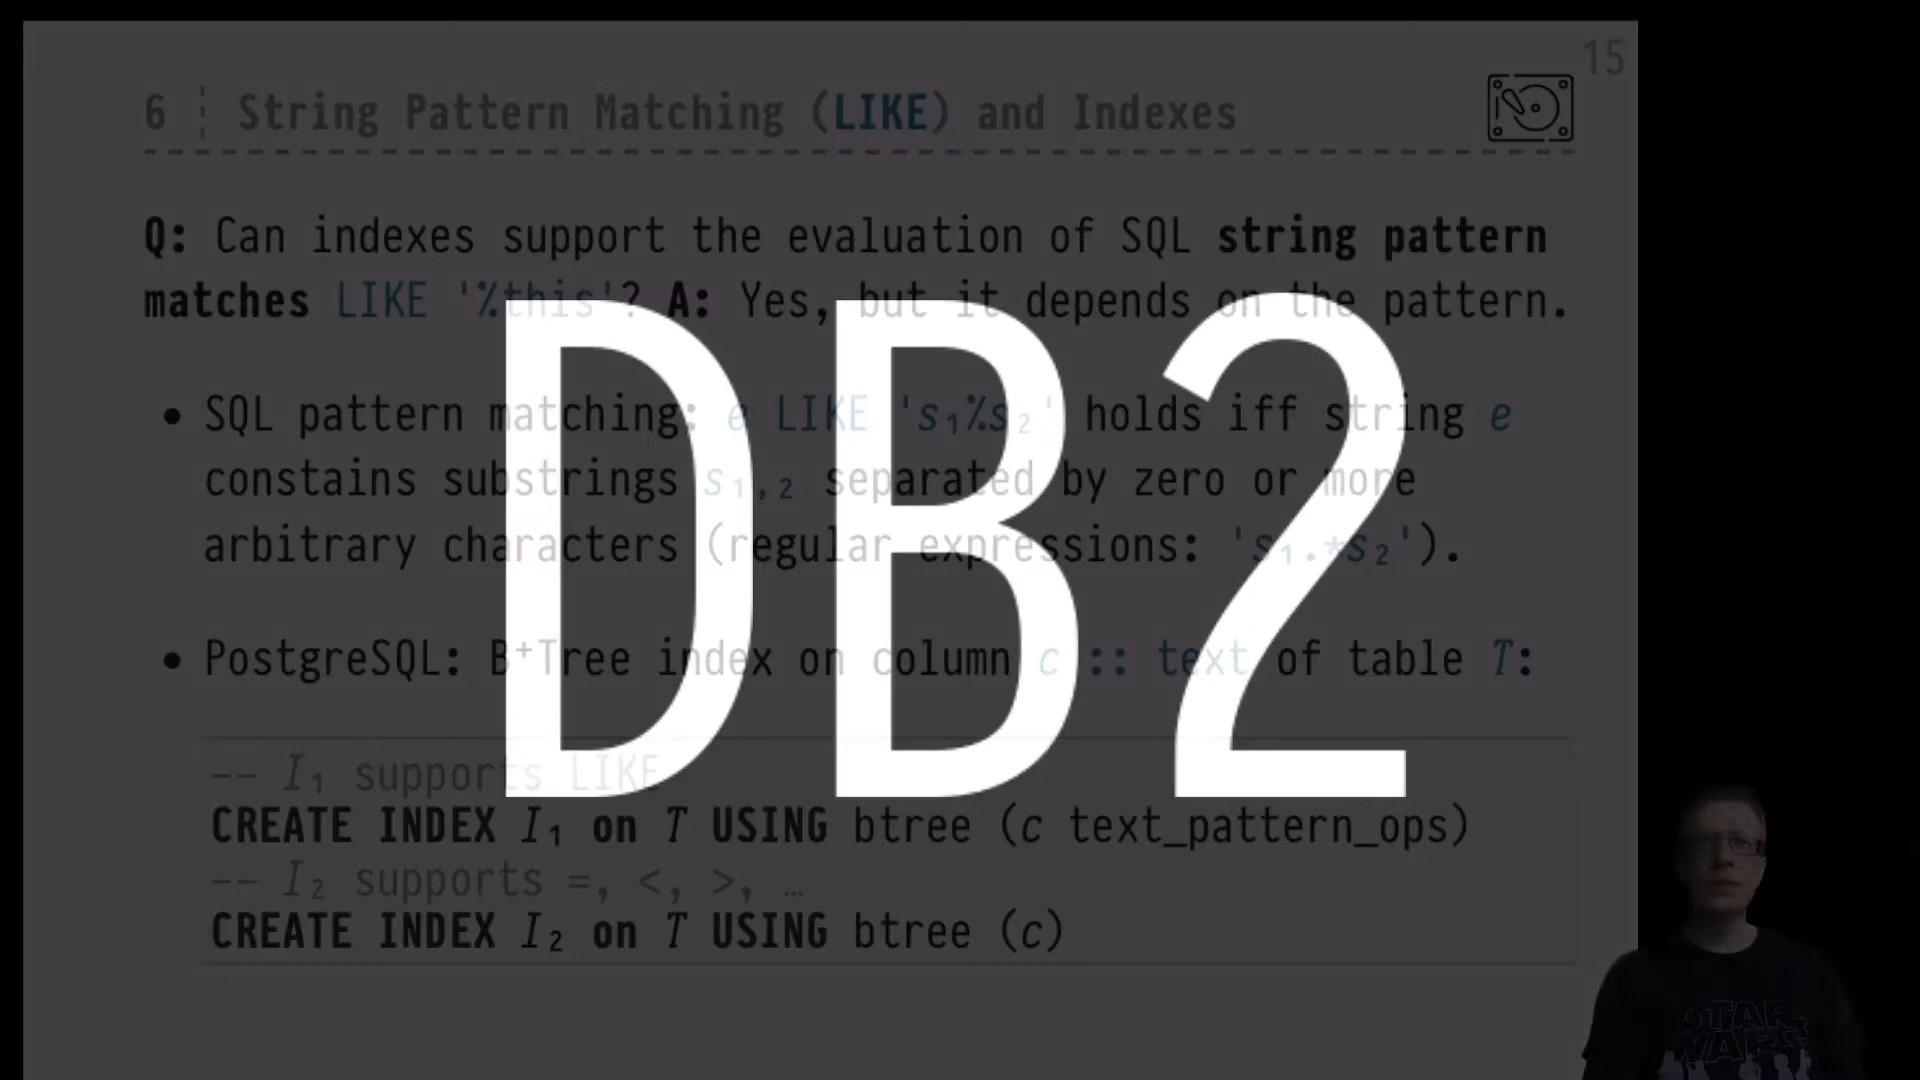 15
6 ¦ String Pattern Matching (LIKE) and Indexes
Q: Can indexes support the evaluation of SQL string pattern
matches LIKE '%this'? A: Yes, but it depends on the pattern.
• SQL pattern matching: e LIKE 's₁%s₂' holds iff string e
constains substrings s₁,₂ separated by zero or more
arbitrary characters (regular expressions: 's₁.*s₂').
• PostgreSQL: B⁺Tree index on column c :: text of table T:
-- I₁ supports LIKE
CREATE INDEX I₁ on T USING btree (c text_pattern_ops)
-- I₂ supports =, <, >, …
CREATE INDEX I₂ on T USING btree (c)
DB2
STAR
WARS